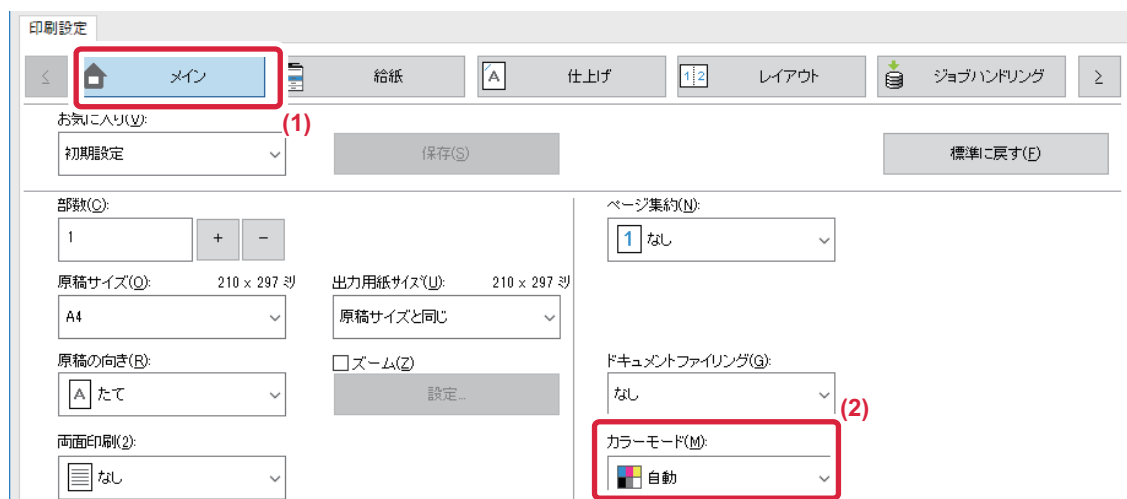 印刷設定
< メイン 給紙 仕上げ レイアウト ジョブハンドリング >
(1)
お気に入り(V):
初期設定 保存(S) 標準に戻す(F)
部数(C): ページ集約(N):
1 + - 1 なし
原稿サイズ(O): 210 x 297 ミリ 出力用紙サイズ(U): 210 x 297 ミリ
A4 原稿サイズと同じ
原稿の向き(R): ズーム(Z) ドキュメントファイリング(G):
A たて 設定... なし
(2)
両面印刷(2): カラーモード(M):
なし 自動